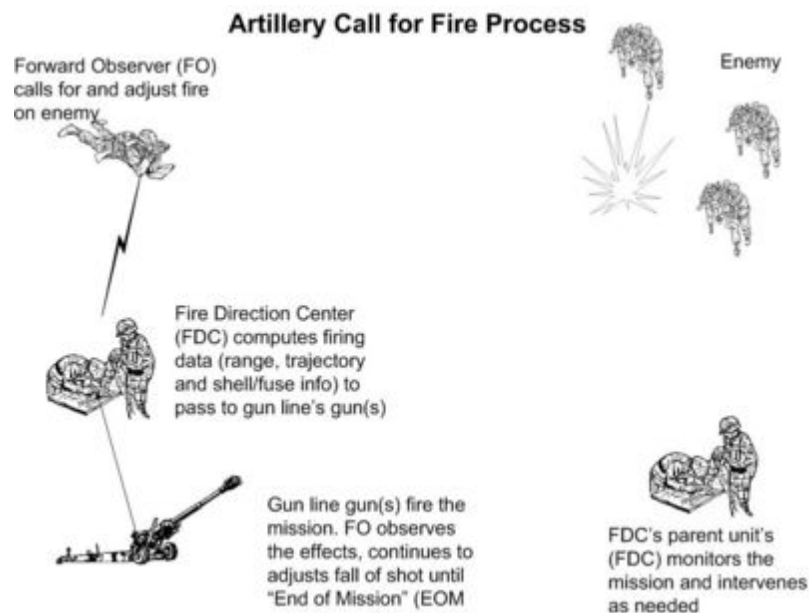 Artillery Call for Fire Process
Forward Observer (FO)
calls for and adjust fire
on enemy
Enemy
Fire Direction Center
(FDC) computes firing
data (range, trajectory
and shell/fuse info) to
pass to gun line's gun(s)
Gun line gun(s) fire the
mission. FO observes
the effects, continues to
adjusts fall of shot until
"End of Mission" (EOM
FDC's parent unit's
(FDC) monitors the
mission and intervenes
as needed